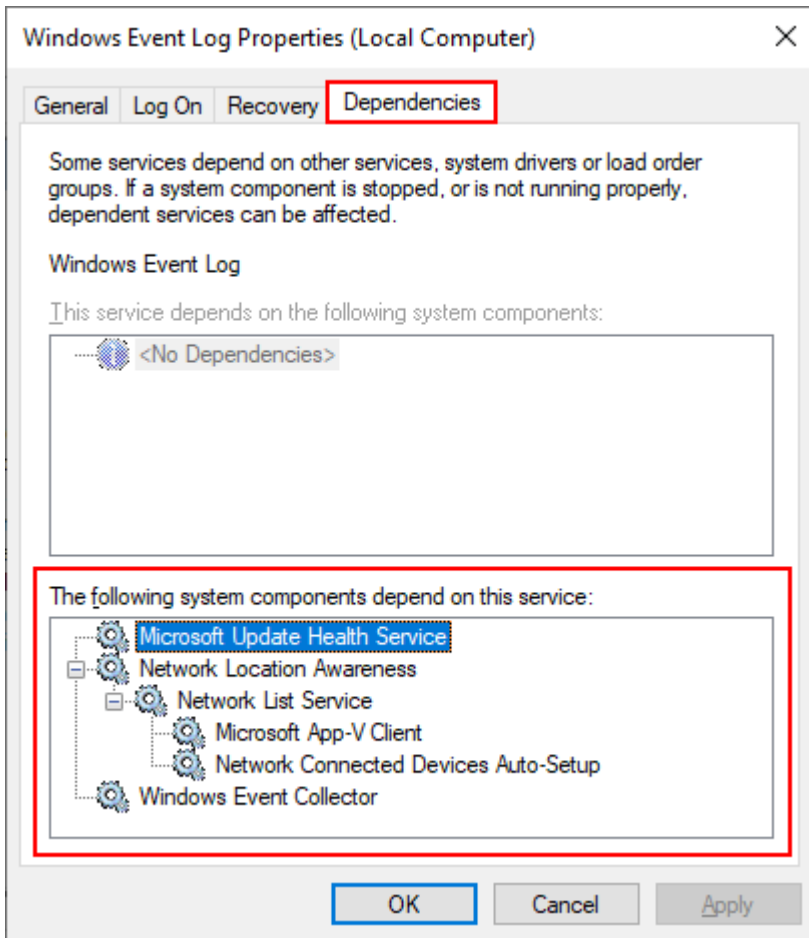 Windows Event Log Properties (Local Computer)
General Log On Recovery Dependencies
Some services depend on other services, system drivers or load order
groups. If a system component is stopped, or is not running properly,
dependent services can be affected.
Windows Event Log
This service depends on the following system components:
<No Dependencies>
The following system components depend on this service:
Microsoft Update Health Service
Network Location Awareness
Network List Service
Microsoft App-V Client
Network Connected Devices Auto-Setup
Windows Event Collector
OK Cancel Apply